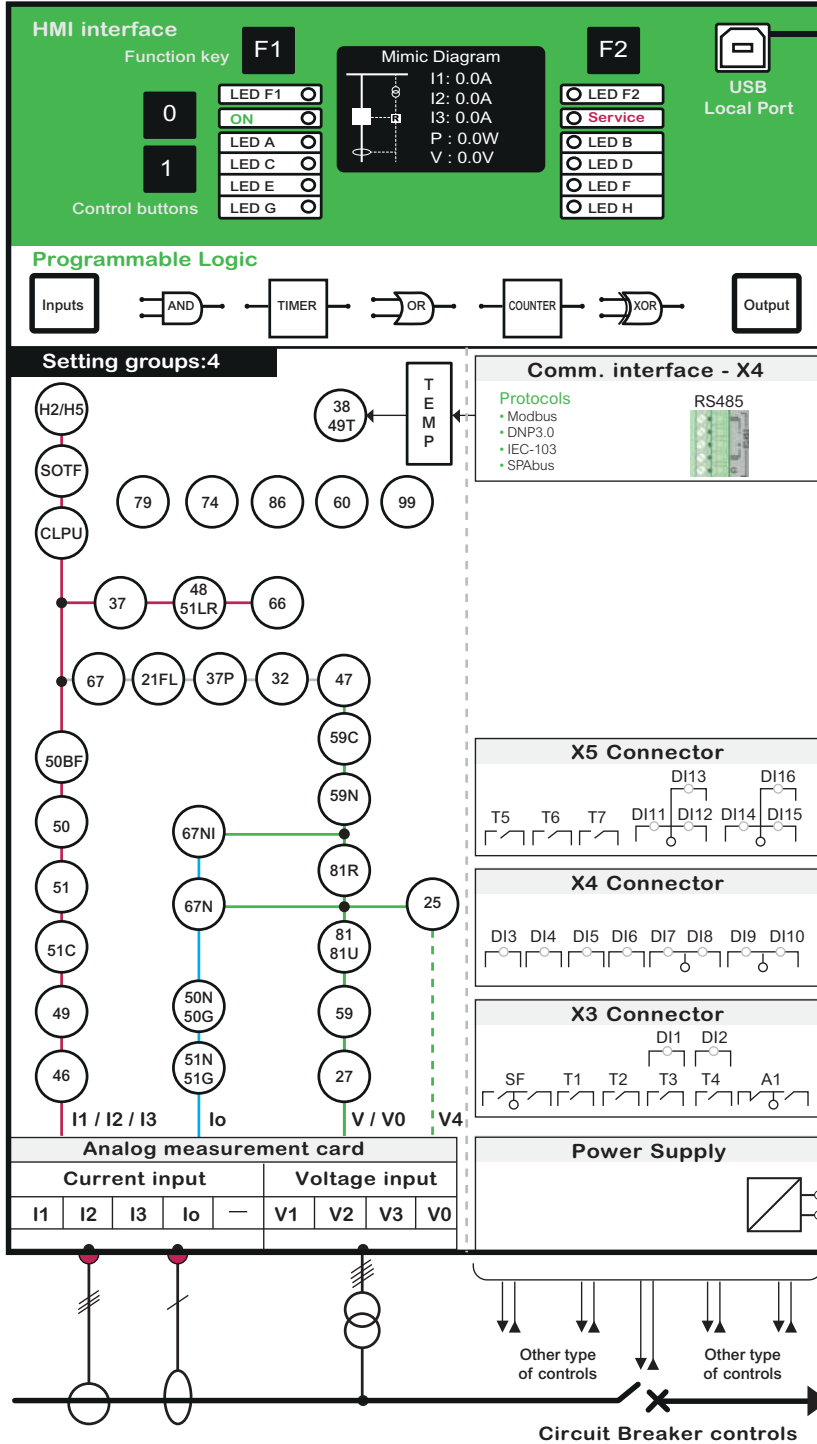 HMI interface
Function key
F1
Mimic Diagram
I1: 0.0A
I2: 0.0A
I3: 0.0A
P : 0.0W
V : 0.0V
R
F2
USB
Local Port
0
1
Control buttons
LED F1
ON
LED A
LED C
LED E
LED G
LED F2
Service
LED B
LED D
LED F
LED H
Programmable Logic
Inputs
AND
TIMER
OR
COUNTER
XOR
Output
Setting groups:4
H2/H5
SOTF
CLPU
38
49T
T
E
M
P
79
74
86
60
99
37
48
51LR
66
67
21FL
37P
32
47
59C
59N
50BF
50
51
51C
49
46
67NI
67N
50N
50G
51N
51G
81R
81
81U
59
27
25
I1 / I2 / I3
Io
V / V0
V4
Comm. interface - X4
Protocols
• Modbus
• DNP3.0
• IEC-103
• SPAbus
RS485
X5 Connector
DI13
DI16
T5
T6
T7
DI11
DI12
DI14
DI15
X4 Connector
DI3
DI4
DI5
DI6
DI7
DI8
DI9
DI10
X3 Connector
DI1
DI2
SF
T1
T2
T3
T4
A1
Analog measurement card
Current input
Voltage input
I1
I2
I3
Io
—
V1
V2
V3
V0
Power Supply
Other type
of controls
Other type
of controls
Circuit Breaker controls